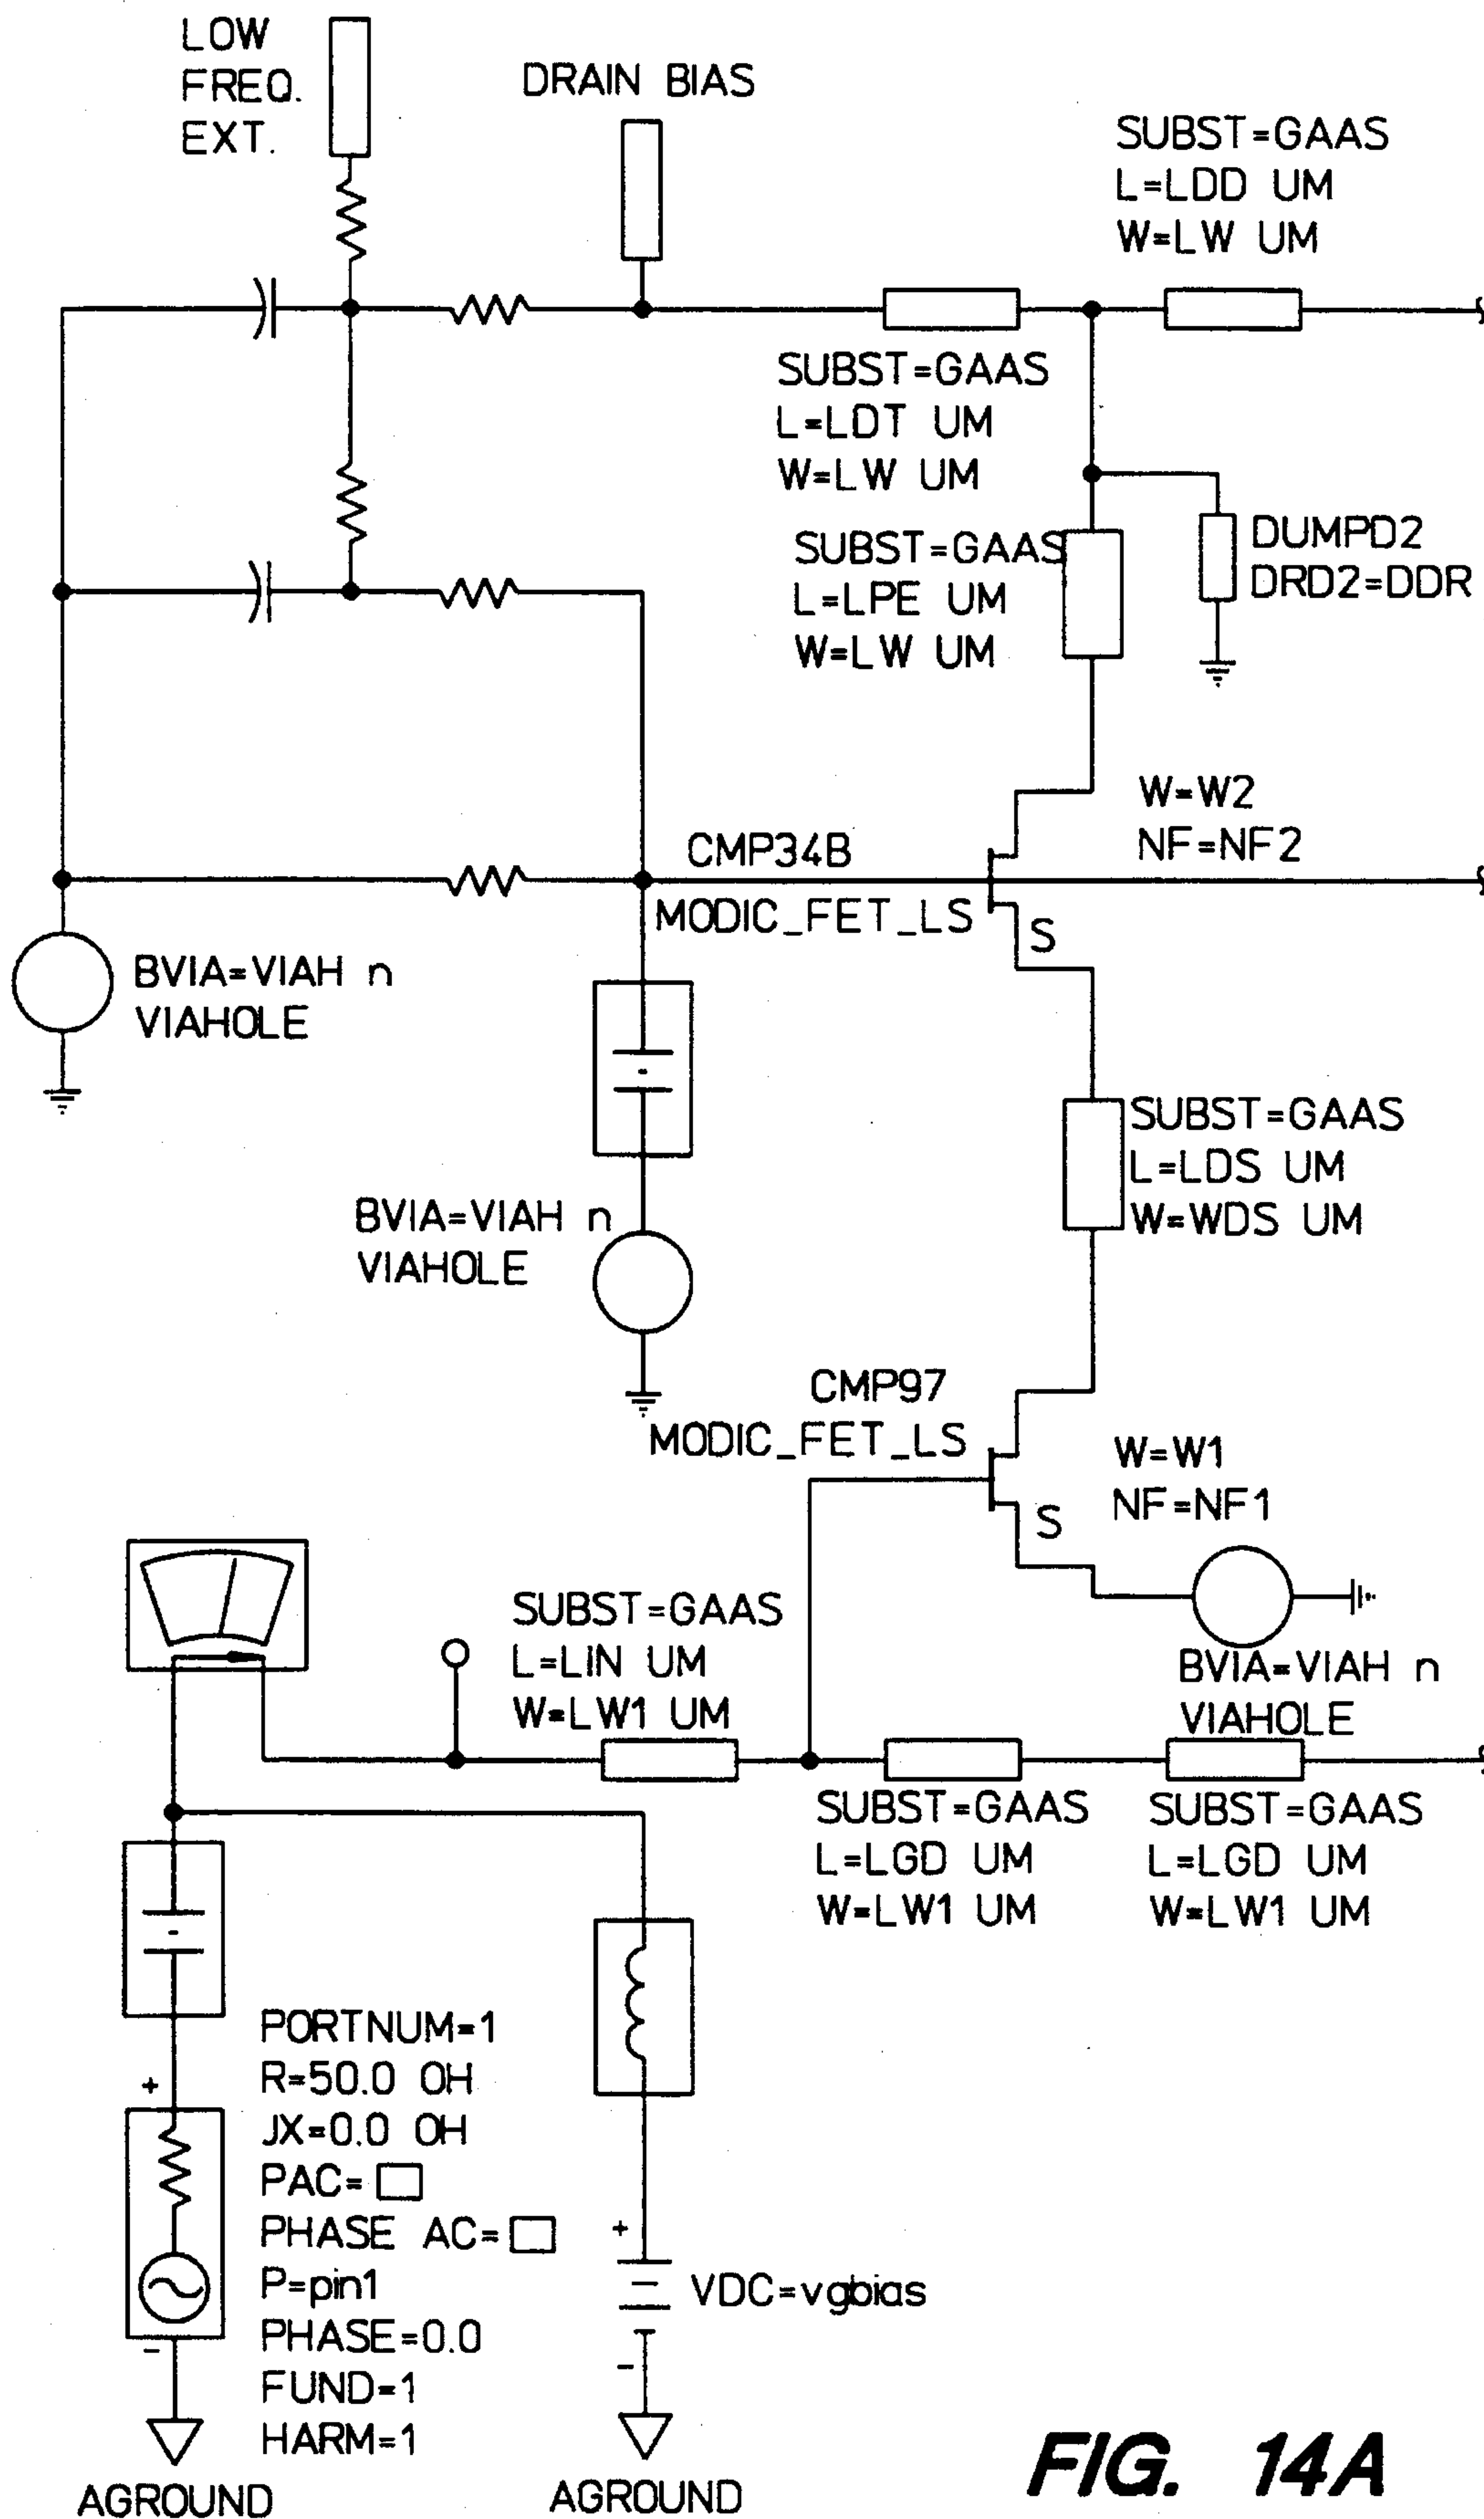 LOW
FREQ.
EXT.
DRAIN BIAS
SUBST=GAAS
L=LDD UM
W=LW UM
SUBST=GAAS
L=LDT UM
W=LW UM
SUBST=GAAS
L=LPE UM
W=LW UM
DUMPD2
DRD2=DDR
W=W2
NF=NF2
CMP34B
MODIC_FET_LS
S
BVIA=VIAH n
VIAHOLE
SUBST=GAAS
L=LDS UM
W=WDS UM
BVIA=VIAH n
VIAHOLE
CMP97
MODIC_FET_LS
W=W1
NF=NF1
S
SUBST=GAAS
L=LIN UM
W=LW1 UM
BVIA=VIAH n
VIAHOLE
SUBST=GAAS
L=LGD UM
W=LW1 UM
SUBST=GAAS
L=LGD UM
W=LW1 UM
PORTNUM=1
R=50.0 OH
JX=0.0 OH
PAC=
PHASE AC=
P=pin1
PHASE=0.0
FUND=1
HARM=1
+
-
+
-
VDC=vgbias
AGROUND
AGROUND
FIG. 14A